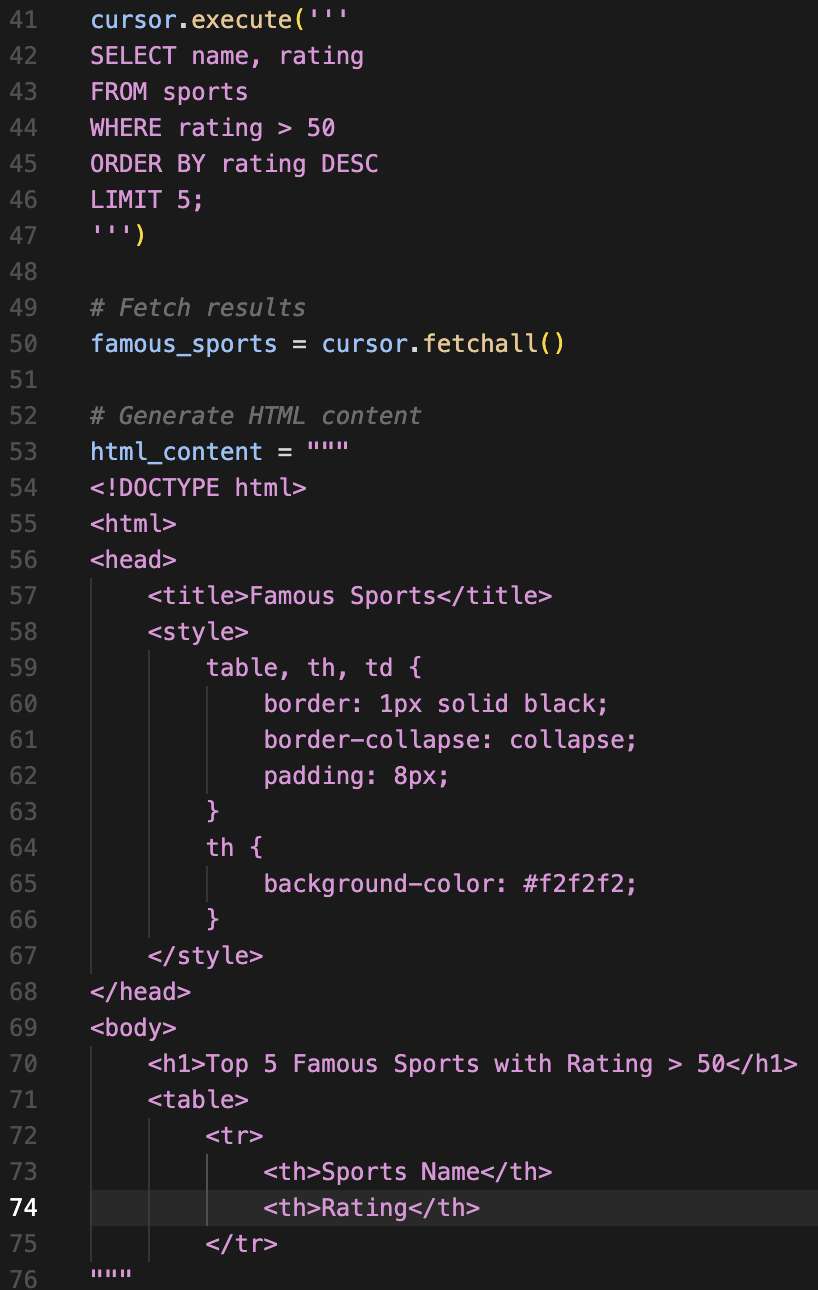 41 cursor.execute('''
42 SELECT name, rating
43 FROM sports
44 WHERE rating > 50
45 ORDER BY rating DESC
46 LIMIT 5;
47 ''')
48
49 # Fetch results
50 famous_sports = cursor.fetchall()
51
52 # Generate HTML content
53 html_content = """
54 <!DOCTYPE html>
55 <html>
56 <head>
57     <title>Famous Sports</title>
58     <style>
59         table, th, td {
60             border: 1px solid black;
61             border-collapse: collapse;
62             padding: 8px;
63         }
64         th {
65             background-color: #f2f2f2;
66         }
67     </style>
68 </head>
69 <body>
70     <h1>Top 5 Famous Sports with Rating > 50</h1>
71     <table>
72         <tr>
73             <th>Sports Name</th>
74             <th>Rating</th>
75         </tr>
76 """